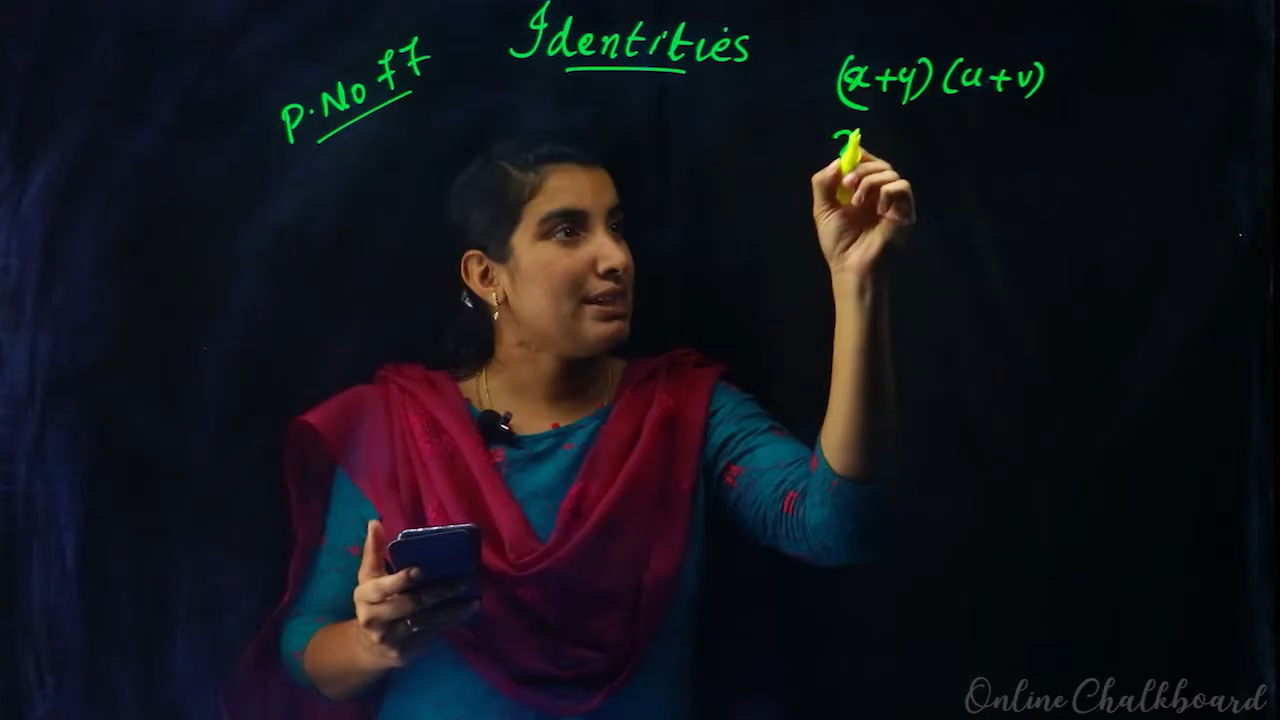 Identities
P. No 77
(x+y) (u+v)
Online Chalkboard